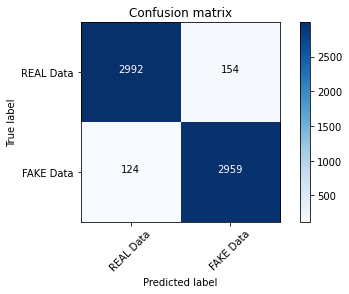 Confusion matrix
True label
REAL Data
2992
154
FAKE Data
124
2959
REAL Data
FAKE Data
Predicted label
2500
2000
1500
1000
500